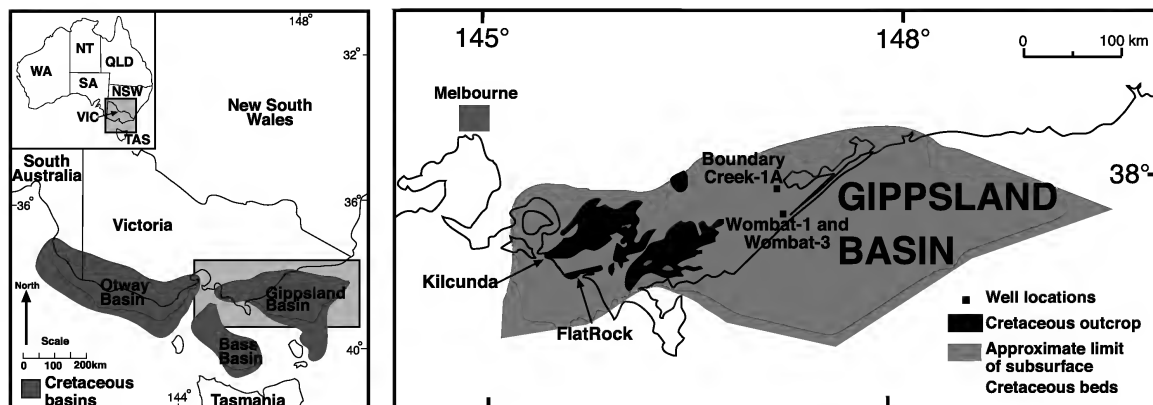 148°
32°
NT
QLD
WA
SA
NSW
VIC
TAS
New South
Wales
South
Australia
36°
36°
Victoria
Otway
Basin
Gippsland
Basin
Bass
Basin
North
Scale
0 100 200km
40°
Cretaceous
basins
144°
Tasmania
145°
148°
0 100 km
Melbourne
38°
Boundary
Creek-1A
GIPPSLAND
BASIN
Wombat-1 and
Wombat-3
Kilcunda
FlatRock
Well locations
Cretaceous outcrop
Approximate limit
of subsurface
Cretaceous beds